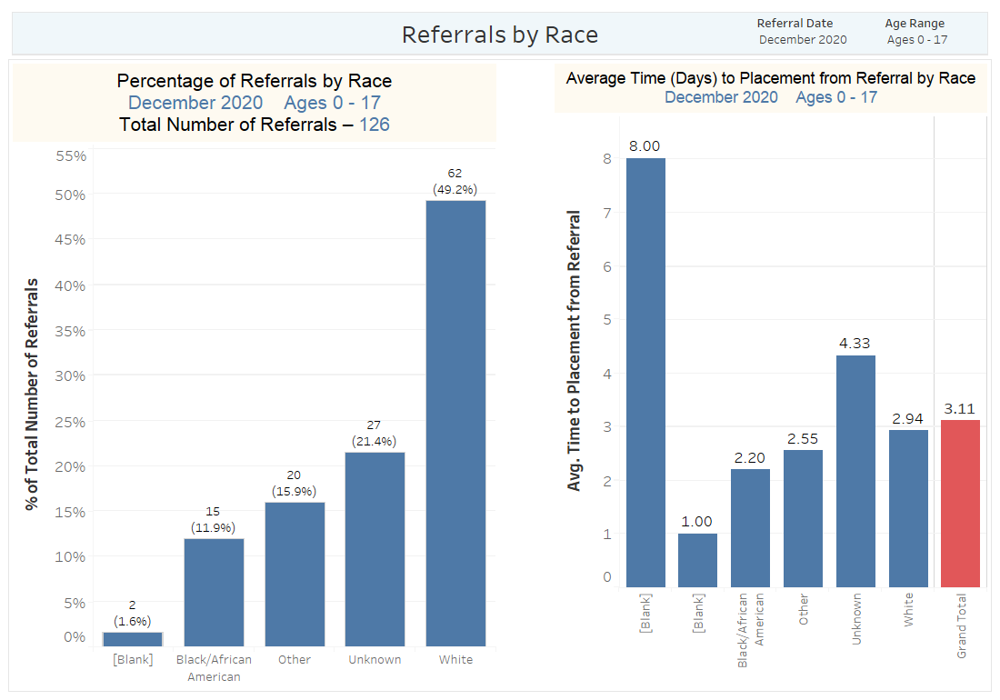 Referrals by Race
Referral Date
December 2020
Age Range
Ages 0 - 17
Percentage of Referrals by Race
December 2020 Ages 0 - 17
Total Number of Referrals – 126
% of Total Number of Referrals
55%
50%
45%
40%
35%
30%
25%
20%
15%
10%
5%
0%
2
(1.6%)
15
(11.9%)
20
(15.9%)
27
(21.4%)
62
(49.2%)
[Blank]
Black/African
American
Other
Unknown
White
Average Time (Days) to Placement from Referral by Race
December 2020 Ages 0 - 17
Avg. Time to Placement from Referral
8
7
6
5
4
3
2
1
0
8.00
1.00
2.20
2.55
4.33
2.94
3.11
[Blank]
[Blank]
Black/African
American
Other
Unknown
White
Grand Total